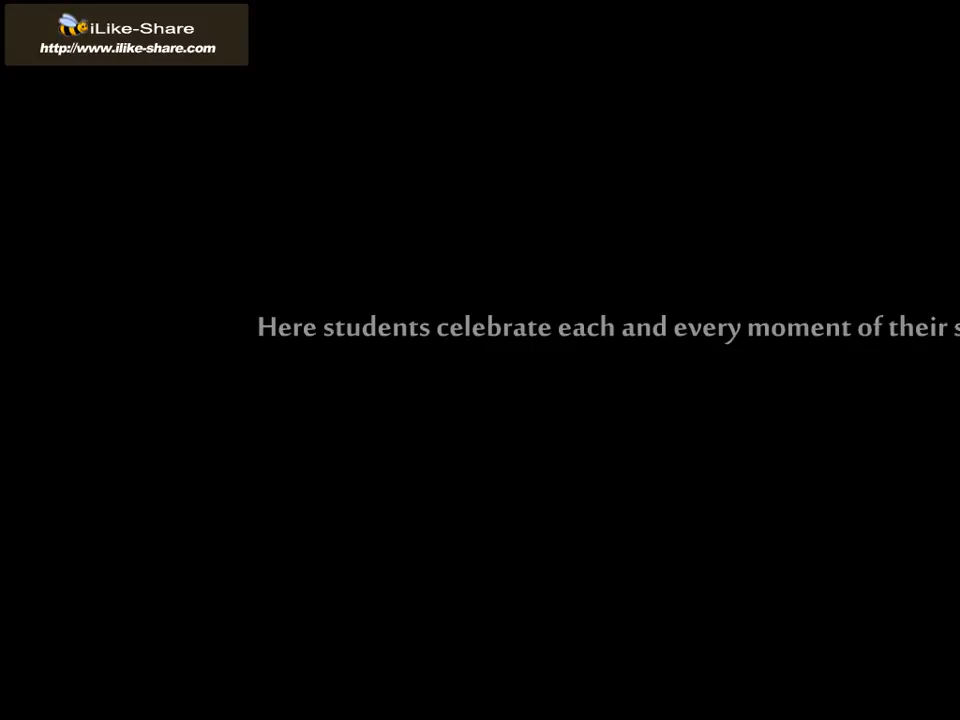 iLike-Share
http://www.ilike-share.com
Here students celebrate each and every moment of their s